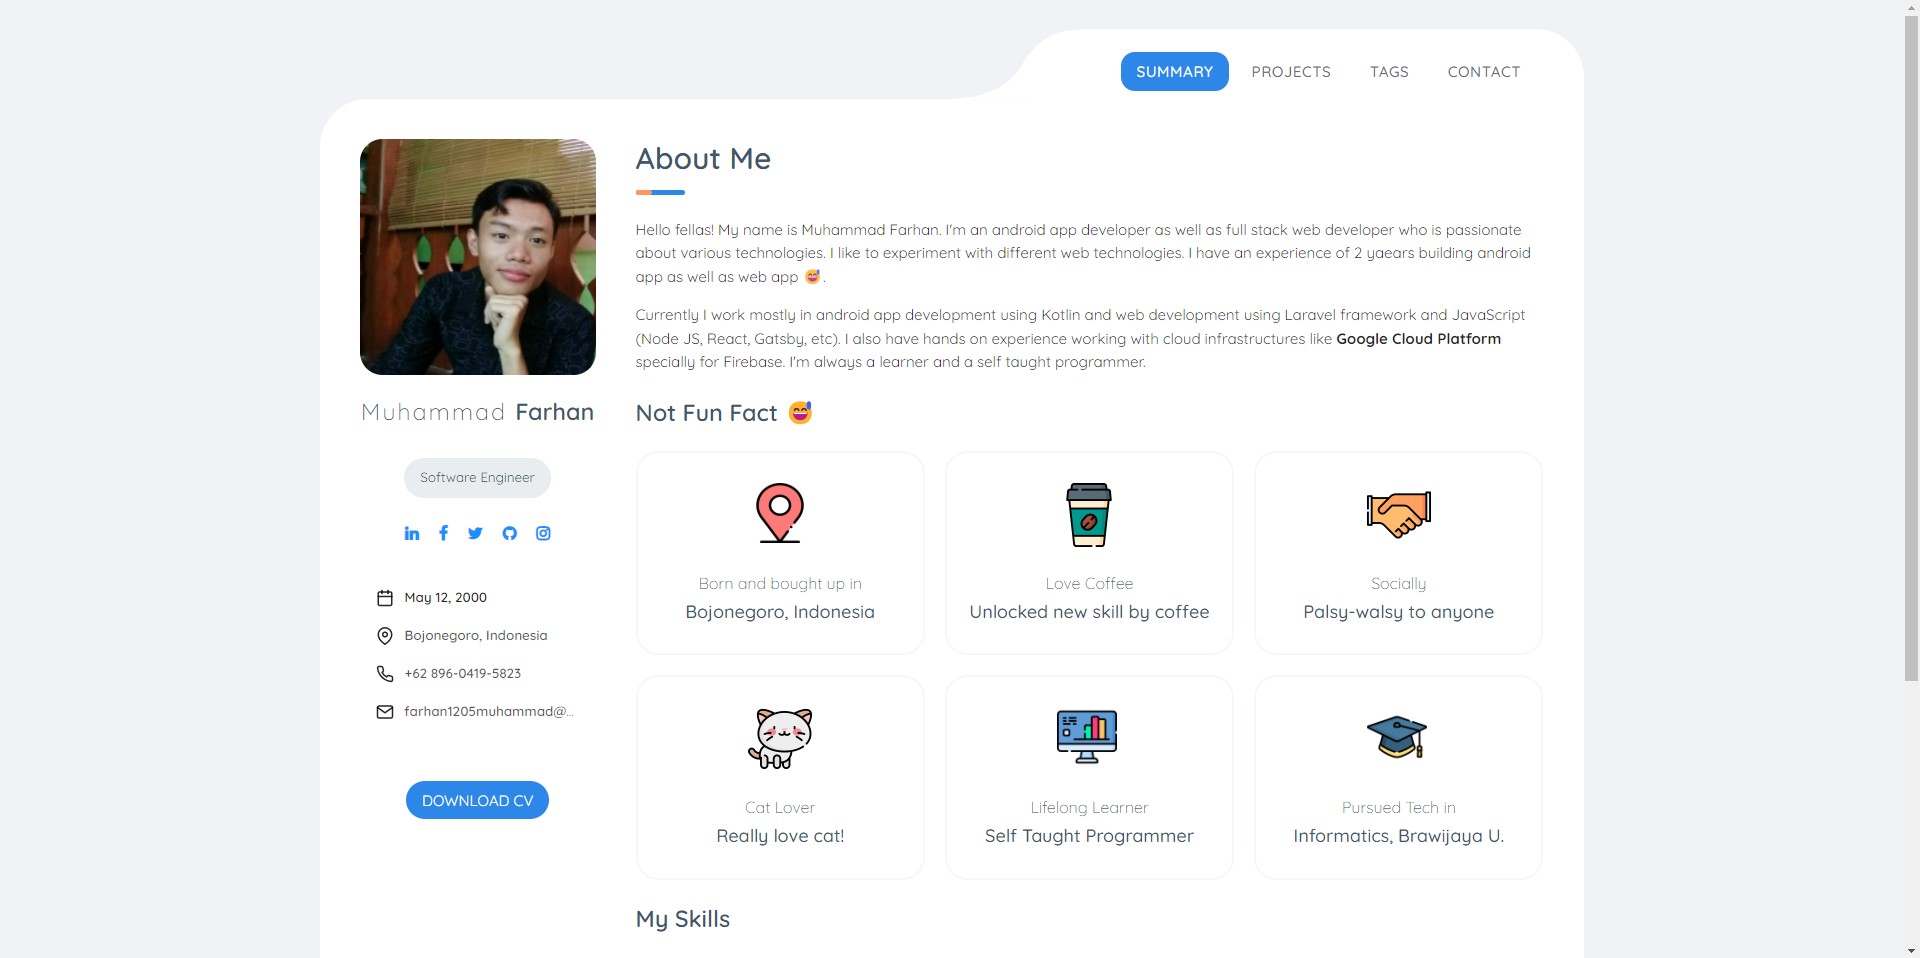 SUMMARY PROJECTS TAGS CONTACT
Muhammad Farhan
Software Engineer
May 12, 2000
Bojonegoro, Indonesia
+62 896-0419-5823
farhan1205muhammad@...
DOWNLOAD CV
About Me
Hello fellas! My name is Muhammad Farhan. I'm an android app developer as well as full stack web developer who is passionate
about various technologies. I like to experiment with different web technologies. I have an experience of 2 yaears building android
app as well as web app 😅.
Currently I work mostly in android app development using Kotlin and web development using Laravel framework and JavaScript
(Node JS, React, Gatsby, etc). I also have hands on experience working with cloud infrastructures like Google Cloud Platform
specially for Firebase. I'm always a learner and a self taught programmer.
Not Fun Fact 😅
Born and bought up in
Bojonegoro, Indonesia
Love Coffee
Unlocked new skill by coffee
Socially
Palsy-walsy to anyone
Cat Lover
Really love cat!
Lifelong Learner
Self Taught Programmer
Pursued Tech in
Informatics, Brawijaya U.
My Skills